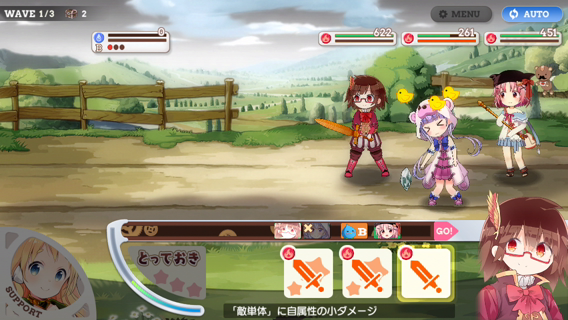 WAVE 1/3 2
MENU
AUTO
0
B
622
261
451
B
GO!
とっておき
SUPPORT
「敵単体」に自属性の小ダメージ